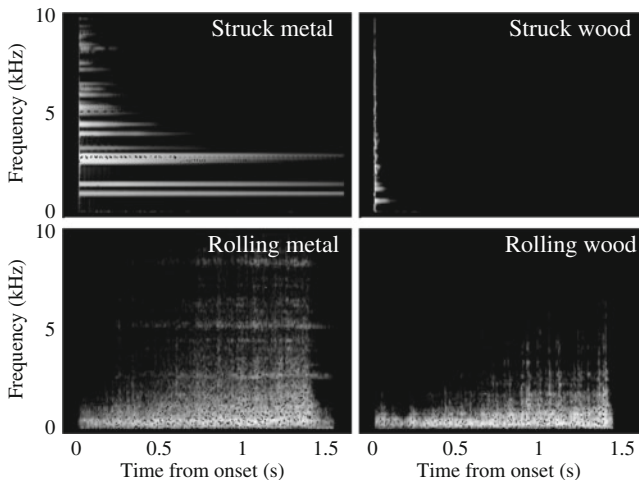 10
Struck metal
Struck wood
Frequency (kHz)
5
0
10
Rolling metal
Rolling wood
Frequency (kHz)
5
0
0 0.5 1 1.5 0 0.5 1 1.5
Time from onset (s) Time from onset (s)